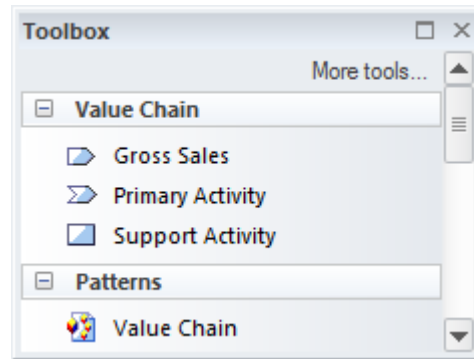 Toolbox
More tools...
Value Chain
Gross Sales
Primary Activity
Support Activity
Patterns
Value Chain